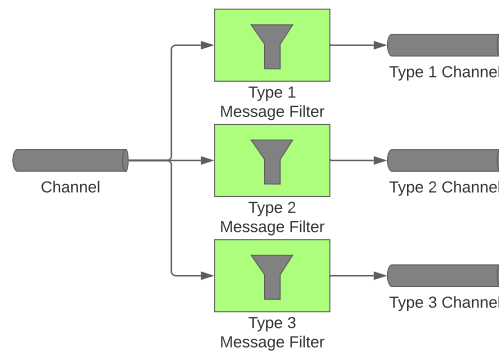 Type 1
Message Filter
Type 1 Channel
Channel
Type 2
Message Filter
Type 2 Channel
Type 3
Message Filter
Type 3 Channel